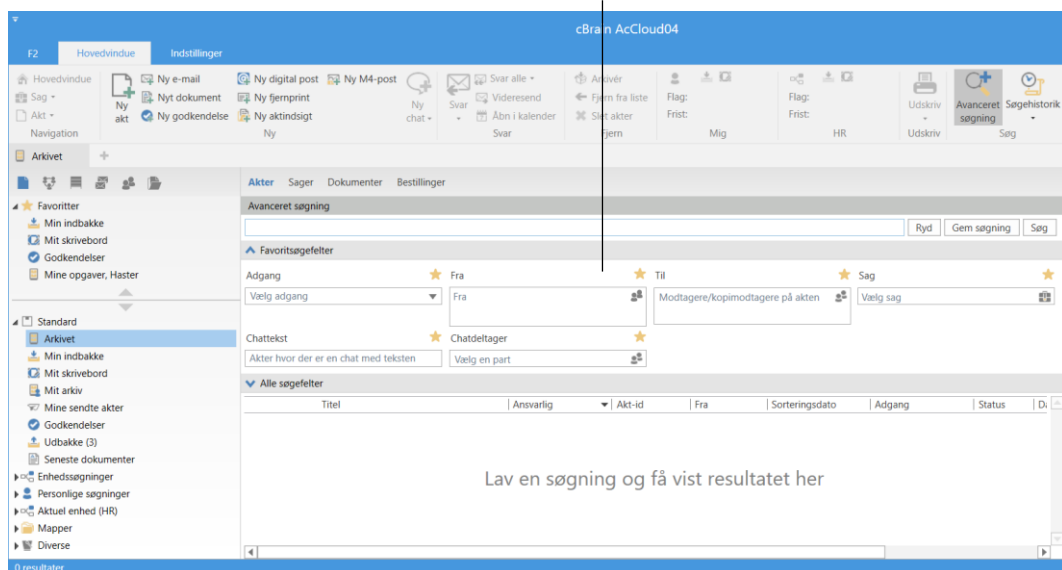 cBrain AcCloud04
F2 Hovedvindue Indstillinger
Hovedvindue
Sag
Akt
Navigation
Ny akt
Ny e-mail
Nyt dokument
Ny godkendelse
Ny digital post Ny M4-post
Ny fjernprint
Ny aktindsigt
Ny chat
Ny
Svar
Svar alle
Videresend
Åbn i kalender
Svar
Arkivér
Fjern fra liste
Slet akter
Fjern
Flag:
Frist:
Mig
Flag:
Frist:
HR
Udskriv
Udskriv
Avanceret søgning
Søgehistorik
Søg
Arkivet +
Favoritter
Min indbakke
Mit skrivebord
Godkendelser
Mine opgaver, Haster
Standard
Arkivet
Min indbakke
Mit skrivebord
Mit arkiv
Mine sendte akter
Godkendelser
Udbakke (3)
Seneste dokumenter
Enhedssøgninger
Personlige søgninger
Aktuel enhed (HR)
Mapper
Diverse
Akter Sager Dokumenter Bestillinger
Avanceret søgning
Ryd Gem søgning Søg
Favoritsøgefelter
Adgang Fra Til Sag
Vælg adgang Fra Modtagere/kopimodtagere på akten Vælg sag
Chattekst Chatdeltager
Akter hvor der er en chat med teksten Vælg en part
Alle søgefelter
Titel Ansvarlig Akt-id Fra Sorteringsdato Adgang Status
Lav en søgning og få vist resultatet her
0 resultater